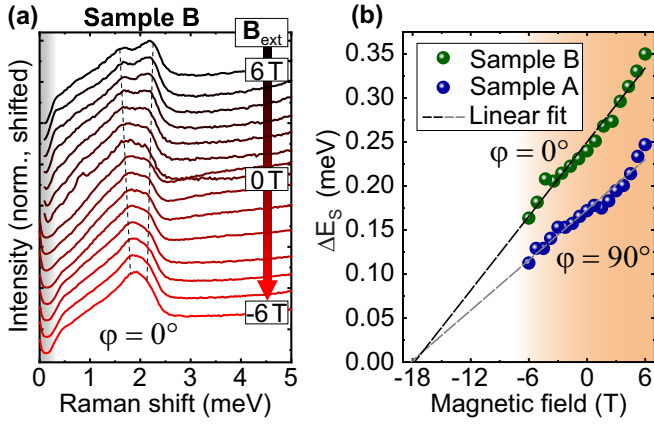 (a) Sample B
B_ext
6 T
0 T
-6 T
φ = 0°
Intensity (norm., shifted)
0 1 2 3 4 5
Raman shift (meV)
(b)
Sample B
Sample A
Linear fit
φ = 0°
φ = 90°
ΔE_S (meV)
0.35
0.30
0.25
0.20
0.15
0.10
0.05
0.00
-18 -12 -6 0 6
Magnetic field (T)